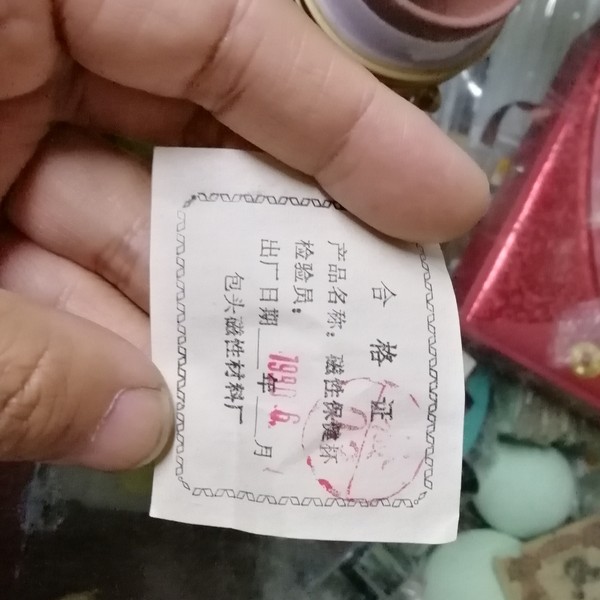 合格证
产品名称：磁性保健杯
检验员：
出厂日期 1990.6. 年 月
包头磁性材料厂